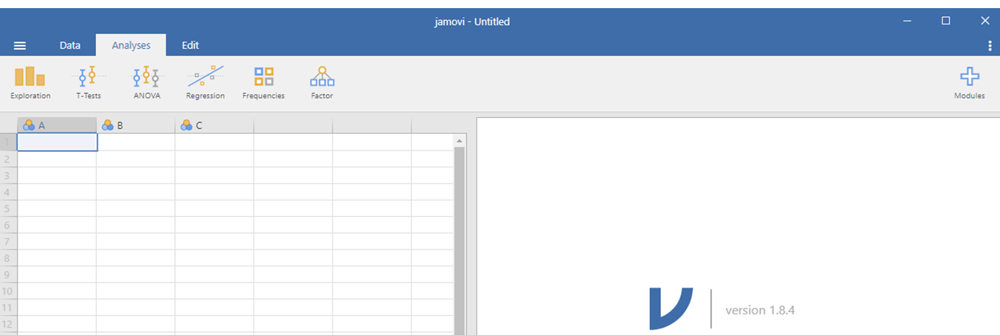 jamovi - Untitled
Data Analyses Edit
Exploration T-Tests ANOVA Regression Frequencies Factor Modules
A B C
1
2
3
4
5
6
7
8
9
10
11
12
version 1.8.4